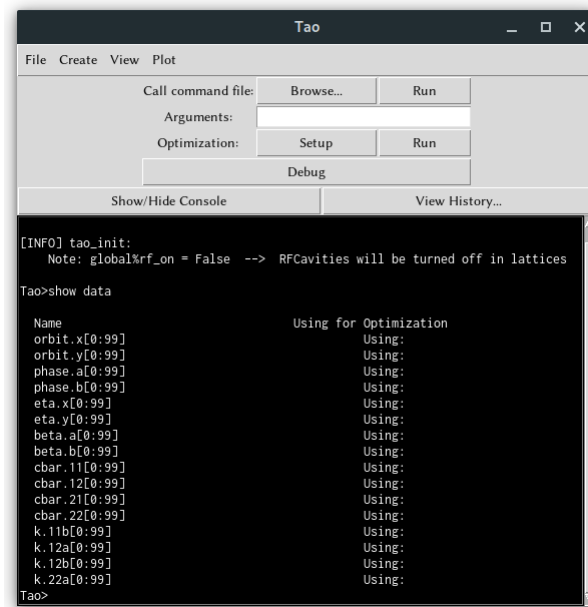 Tao
File Create View Plot
Call command file: Browse... Run
Arguments:
Optimization: Setup Run
Debug
Show/Hide Console View History...
[INFO] tao_init:
Note: global%rf_on = False --> RFCavities will be turned off in lattices
Tao>show data
Name Using for Optimization
orbit.x[0:99] Using:
orbit.y[0:99] Using:
phase.a[0:99] Using:
phase.b[0:99] Using:
eta.x[0:99] Using:
eta.y[0:99] Using:
beta.a[0:99] Using:
beta.b[0:99] Using:
cbar.11[0:99] Using:
cbar.12[0:99] Using:
cbar.21[0:99] Using:
cbar.22[0:99] Using:
k.11b[0:99] Using:
k.12a[0:99] Using:
k.12b[0:99] Using:
k.22a[0:99] Using:
Tao>